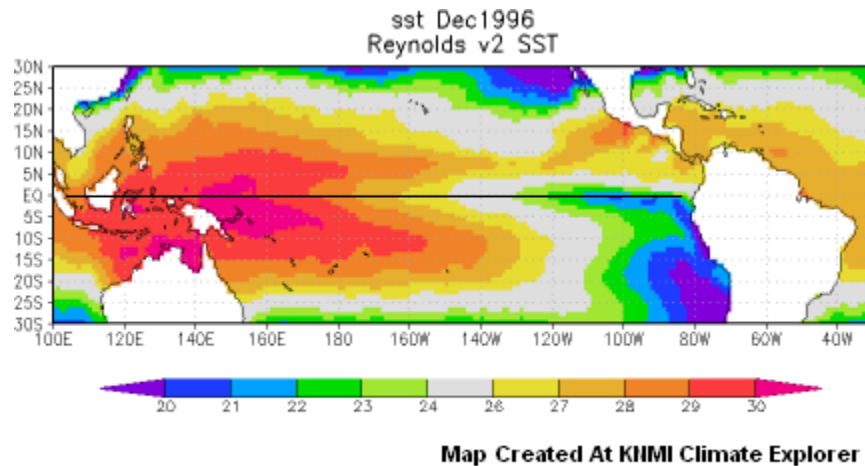 sst Dec1996
Reynolds v2 SST
30N
25N
20N
15N
10N
5N
EQ
5S
10S
15S
20S
25S
30S
100E 120E 140E 160E 180 160W 140W 120W 100W 80W 60W 40W
20 21 22 23 24 26 27 28 29 30
Map Created At KNMI Climate Explorer